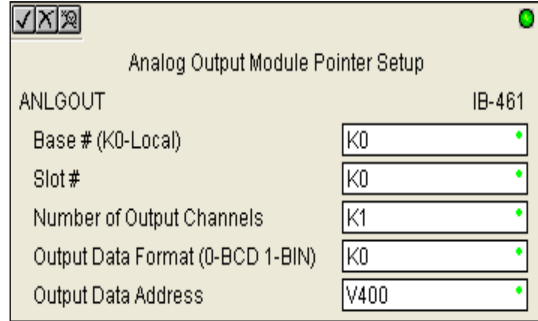 Analog Output Module Pointer Setup
ANLGOUT IB-461
Base # (K0-Local) K0
Slot # K0
Number of Output Channels K1
Output Data Format (0-BCD 1-BIN) K0
Output Data Address V400